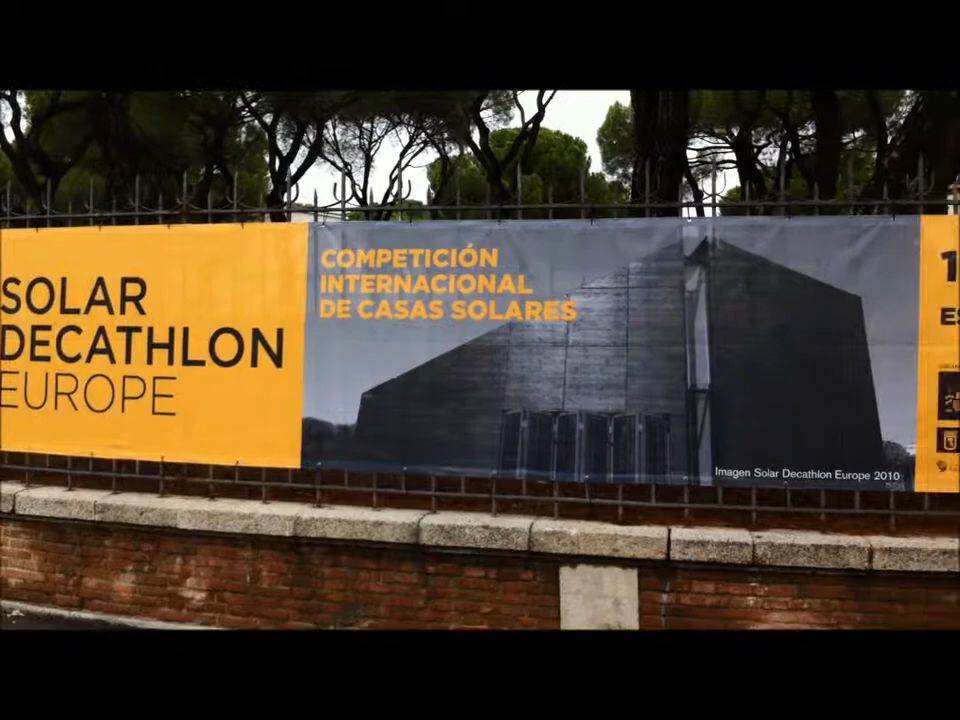 SOLAR
DECATHLON
EUROPE
COMPETICIÓN
INTERNACIONAL
DE CASAS SOLARES
Imagen Solar Decathlon Europe 2010